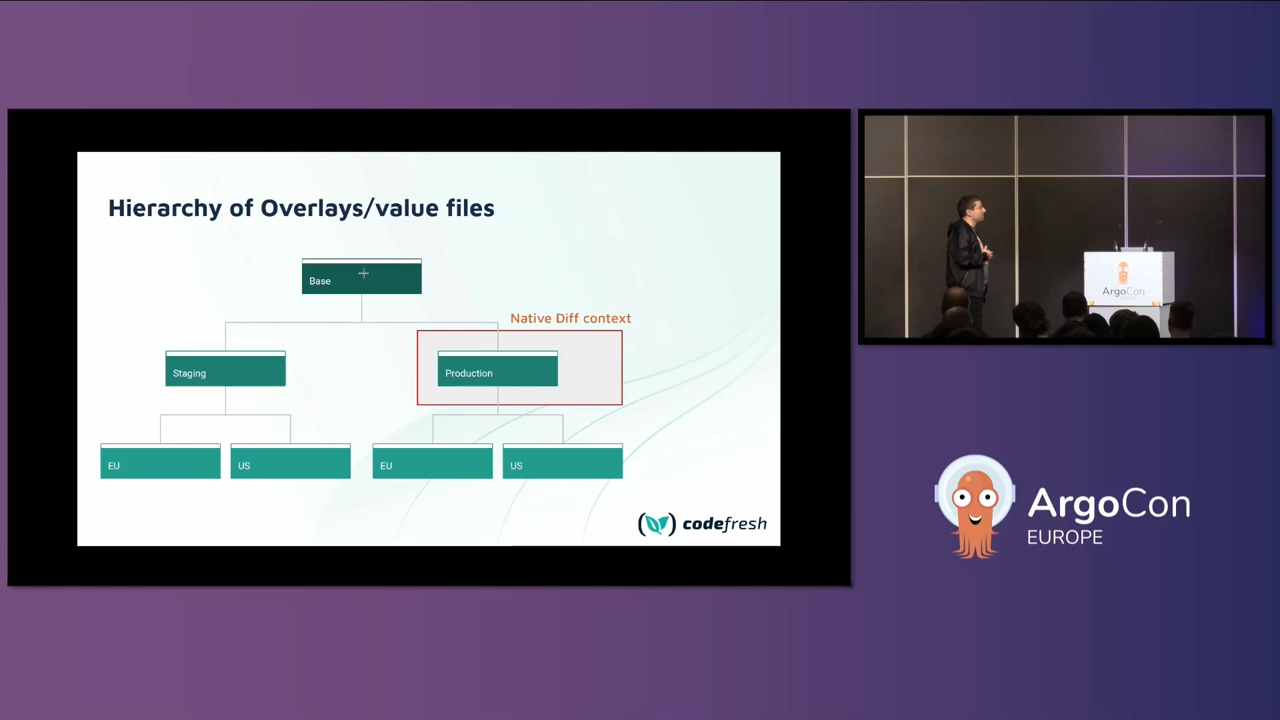 Hierarchy of Overlays/value files
Base
Native Diff context
Staging
Production
EU
US
EU
US
codefresh
ArgoCon
EUROPE
ArgoCon
EUROPE